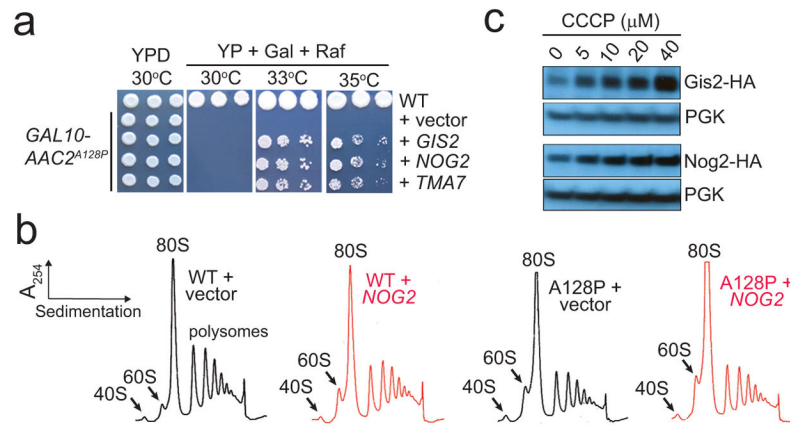 a
YPD
YP + Gal + Raf
30°C 30°C 33°C 35°C
WT
+ vector
GAL10-
AAC2A128P
+ GIS2
+ NOG2
+ TMA7
c
CCCP (μM)
0 5 10 20 40
Gis2-HA
PGK
Nog2-HA
PGK
b
A254
Sedimentation
80S
WT +
vector
polysomes
60S
40S
80S
WT +
NOG2
60S
40S
80S
A128P +
vector
60S
40S
80S
A128P +
NOG2
60S
40S